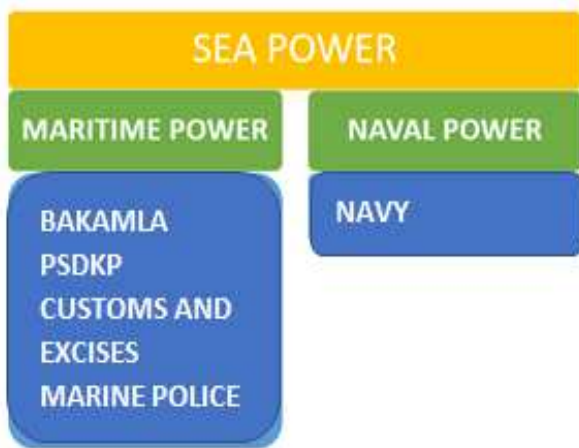 SEA POWER
MARITIME POWER
NAVAL POWER
BAKAMLA
PSDKP
CUSTOMS AND
EXCISES
MARINE POLICE
NAVY